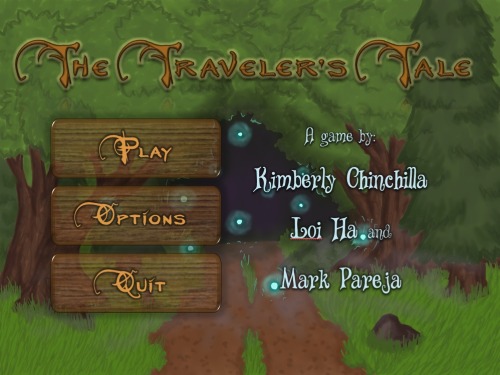 The Traveler's Tale
Play
Options
Quit
A game by:
Kimberly Chinchilla
Loi Ha and
Mark Pareja